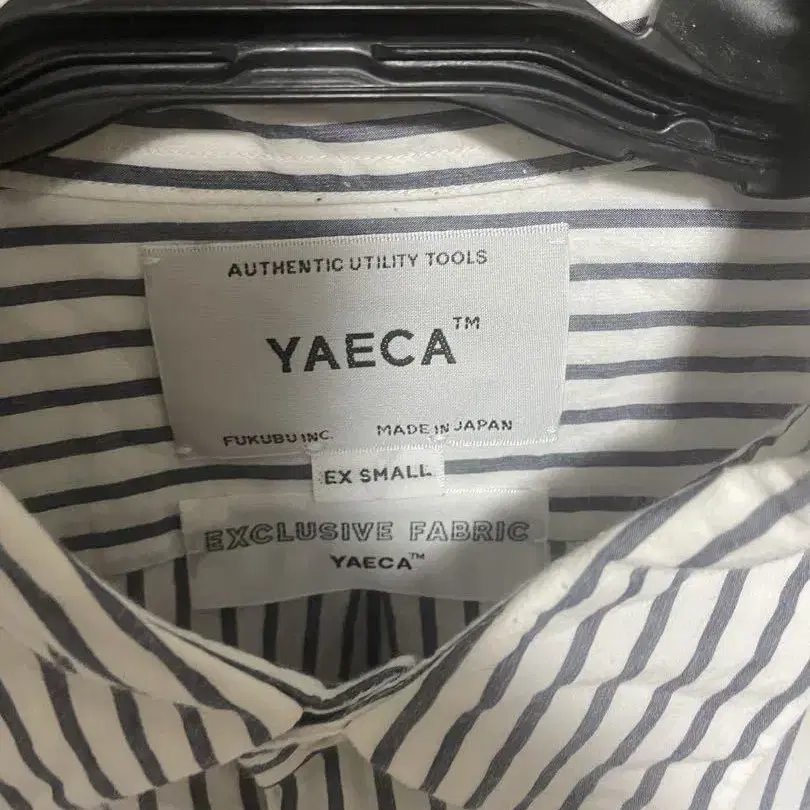 AUTHENTIC UTILITY TOOLS
YAECA™
FUKUBU INC. MADE IN JAPAN
EX SMALL
EXCLUSIVE FABRIC
YAECA™